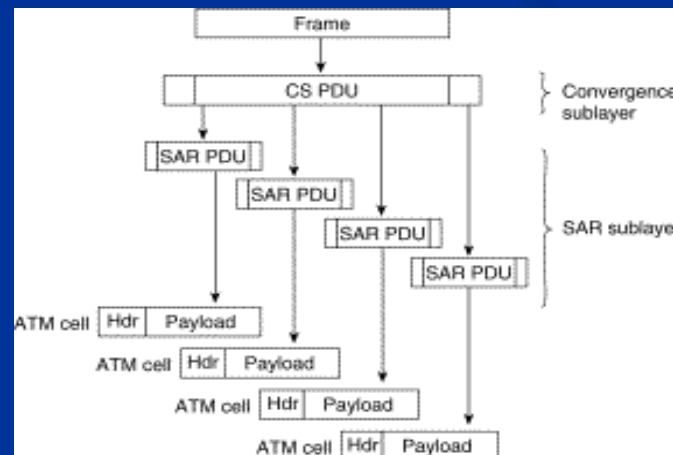 Frame
CS PDU
Convergence
sublayer
SAR PDU
SAR PDU
SAR PDU
SAR sublaye
SAR PDU
ATM cell Hdr Payload
ATM cell Hdr Payload
ATM cell Hdr Payload
ATM cell Hdr Payload